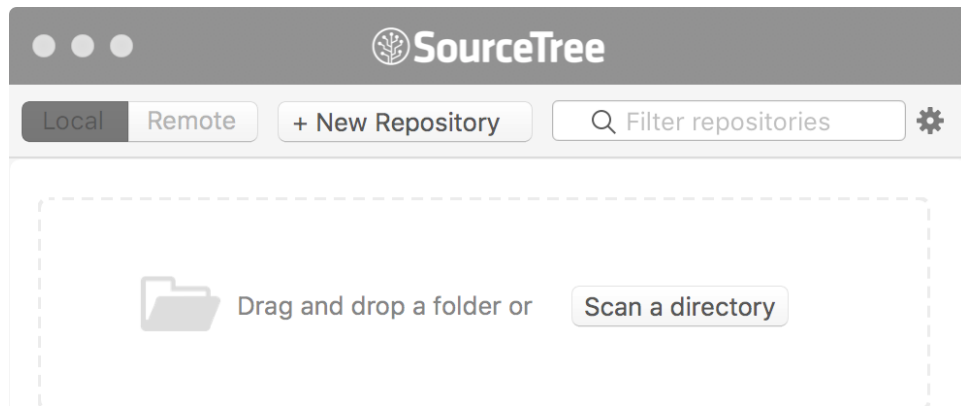 SourceTree
Local Remote + New Repository Filter repositories
Drag and drop a folder or Scan a directory